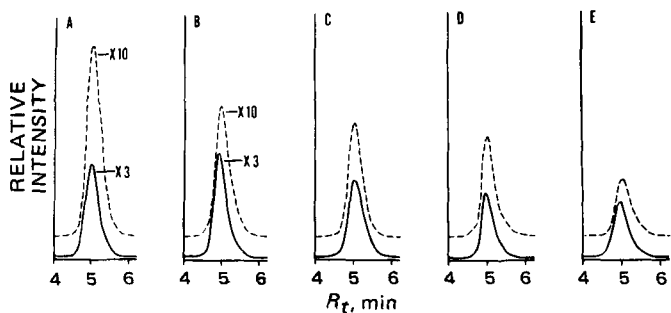 A B C D E
X10
X3
X10
X3
RELATIVE
INTENSITY
4 5 6 4 5 6 4 5 6 4 5 6 4 5 6
Rt, min